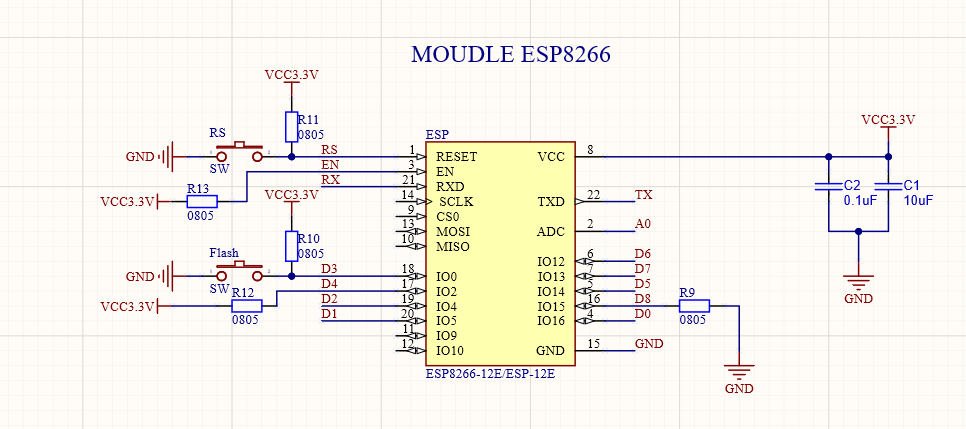 MOUDLE ESP8266
VCC3.3V
R11
0805
RS
SW
GND
RS
EN
RX
R13
0805
VCC3.3V
VCC3.3V
R10
0805
Flash
SW
GND
D3
D4
D2
D1
R12
0805
VCC3.3V
ESP
1 RESET
3 EN
21 RXD
14 SCLK
9 CS0
13 MOSI
10 MISO
18 IO0
17 IO2
19 IO4
20 IO5
11 IO9
12 IO10
VCC 8
TXD 22 TX
ADC 2 A0
IO12 6 D6
IO13 7 D7
IO14 5 D5
IO15 16 D8
IO16 4 D0
GND 15 GND
ESP8266-12E/ESP-12E
R9
0805
GND
VCC3.3V
C2
0.1uF
C1
10uF
GND